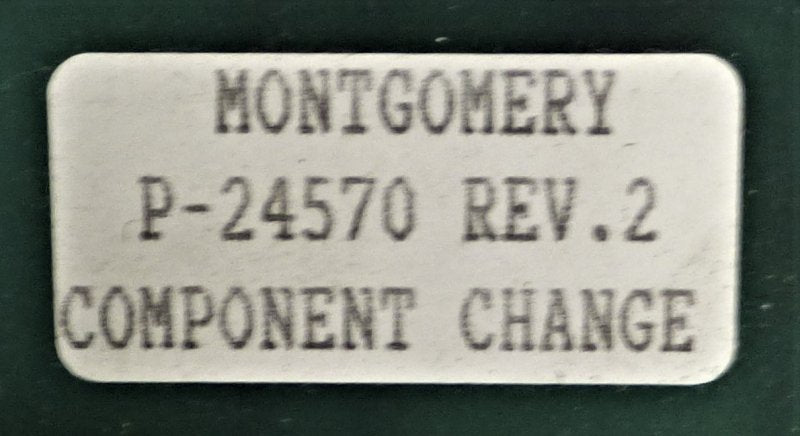 MONTGOMERY
P-24570 REV.2
COMPONENT CHANGE